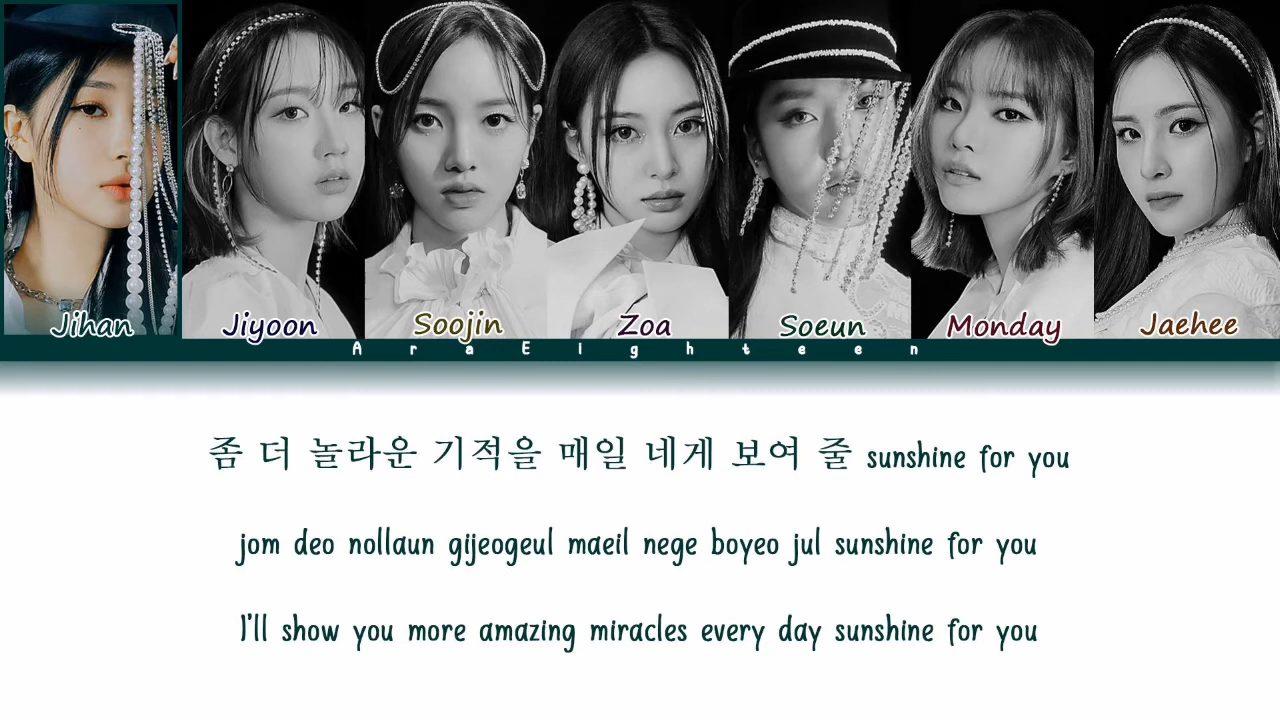 Jihan Jiyoon Soojin Zoa Soeun Monday Jaehee
AraEighteen
좀 더 놀라운 기적을 매일 네게 보여 줄 sunshine for you
jom deo nollaun gijeogeul maeil nege boyeo jul sunshine for you
I'll show you more amazing miracles every day sunshine for you